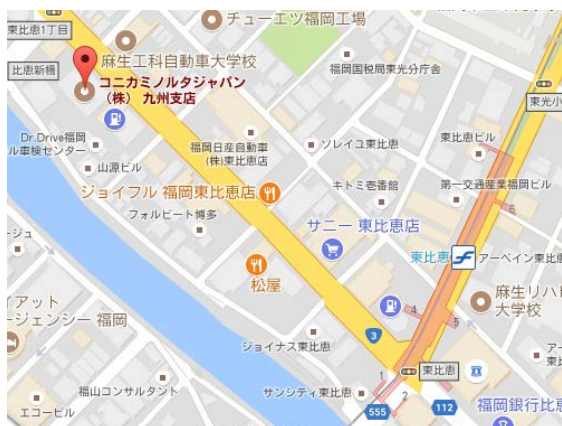 チューエツ福岡工場
東比恵1丁目
麻生工科自動車大学校
比恵新橋
コニカミノルタジャパン
（株） 九州支店
福岡国税局東光分庁舎
東光小
Dr.Drive福岡
ル車検センター
福岡日産自動車
(株)東比恵店
ソレイユ東比恵
東比恵ビル
山源ビル
ジョイフル 福岡東比恵店
キトミ壱番館
第一交通産業福岡ビル
フォルビート博多
6
サニー 東比恵店
東比恵
アーベイン東比恵
松屋
麻生リハビ
大学校
イアット
ージェンシー 福岡
4
5
3
ジョイナス東比恵
東比恵
福山コンサルタント
1
サンシティ東比恵
2
エコービル
555
112
福岡銀行比恵